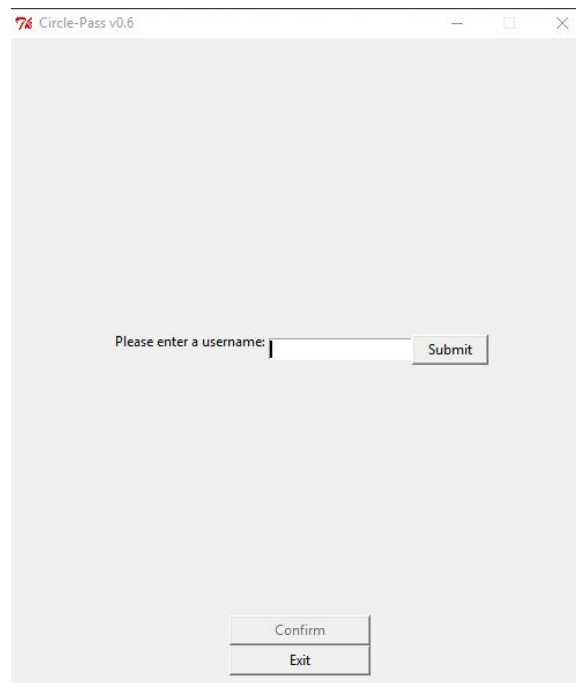 Circle-Pass v0.6
Please enter a username:
Submit
Confirm
Exit